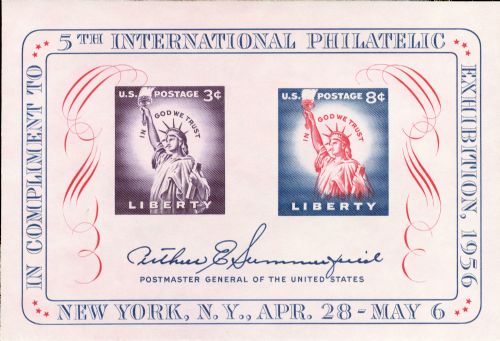 IN COMPLIMENT TO
5TH INTERNATIONAL PHILATELIC
EXHIBITION, 1956
U.S. POSTAGE 3¢
IN GOD WE TRUST
LIBERTY
U.S. POSTAGE 8¢
IN GOD WE TRUST
LIBERTY
Arthur E Summerfield
POSTMASTER GENERAL OF THE UNITED STATES
NEW YORK, N.Y., APR. 28 - MAY 6